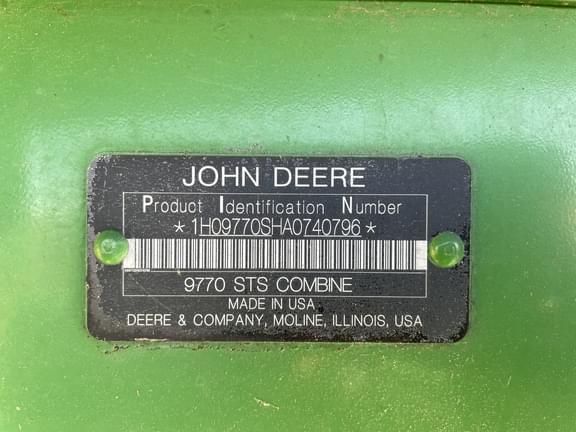 JOHN DEERE
Product Identification Number
*1H09770SHA0740796*
9770 STS COMBINE
MADE IN USA
DEERE & COMPANY, MOLINE, ILLINOIS, USA